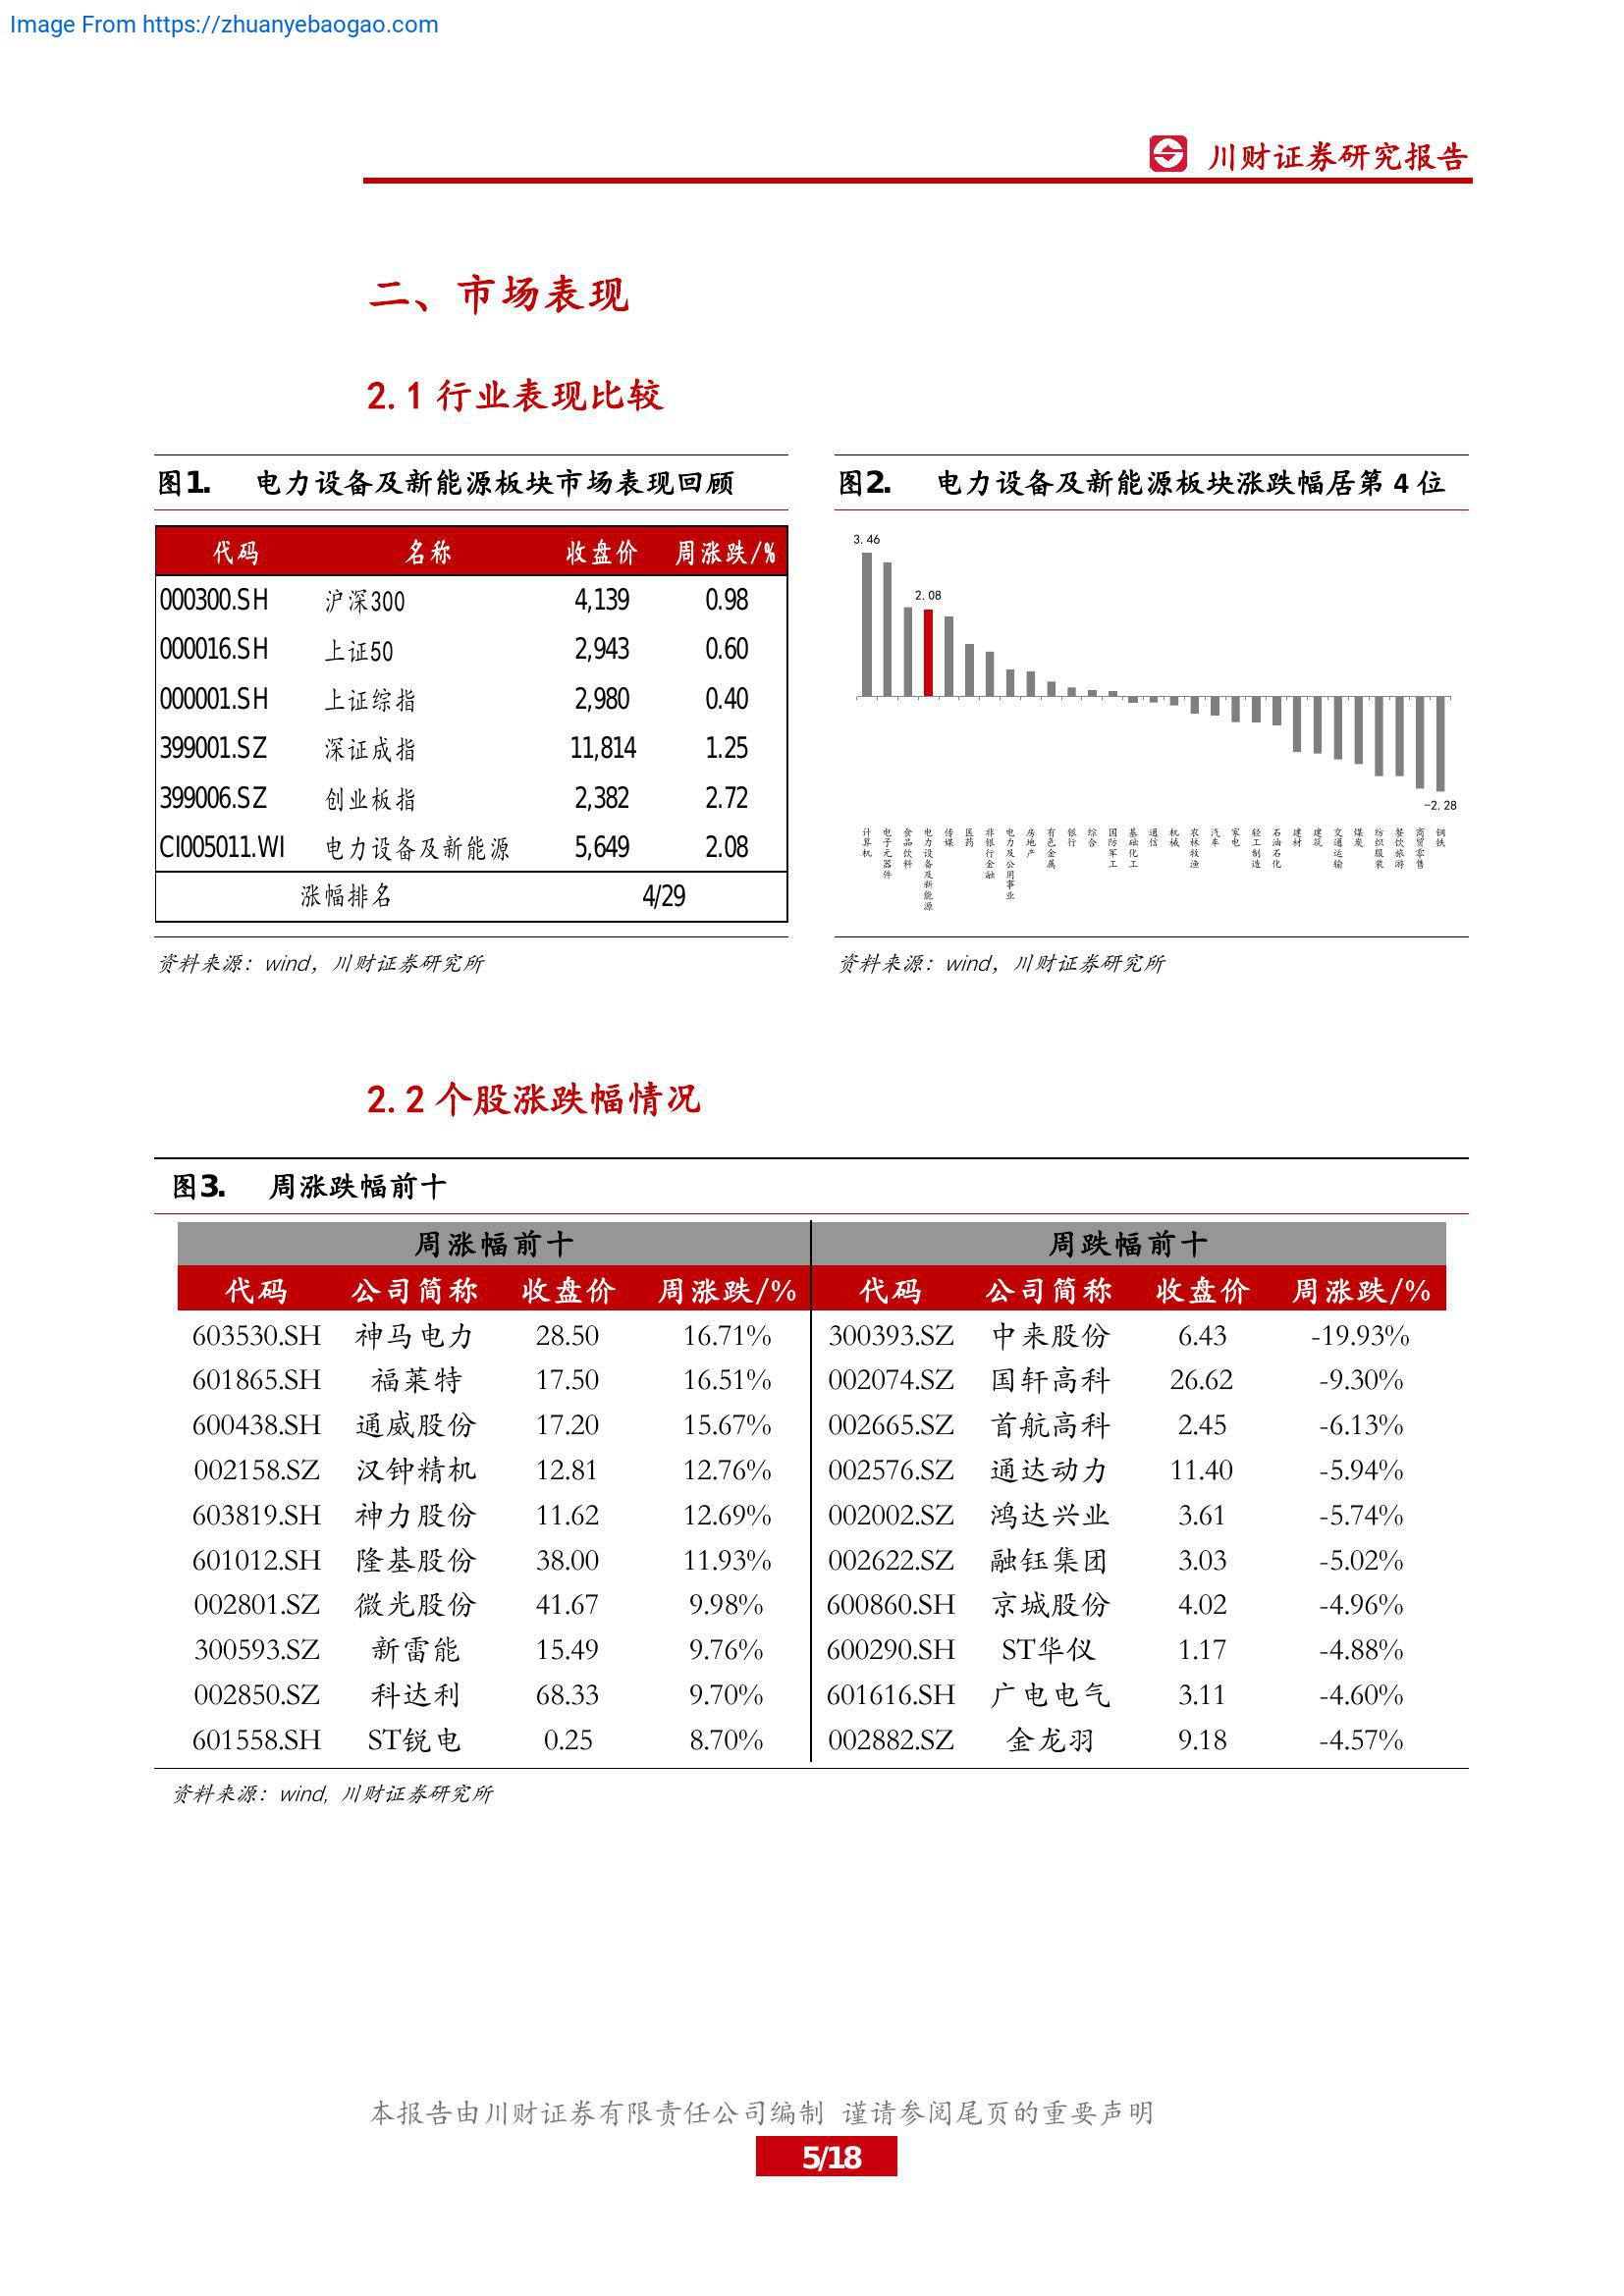 Image From https://zhuanyebaogao.com
川财证券研究报告
二、市场表现
2.1 行业表现比较
图1. 电力设备及新能源板块市场表现回顾
代码 名称 收盘价 周涨跌/%
000300.SH 沪深300 4,139 0.98
000016.SH 上证50 2,943 0.60
000001.SH 上证综指 2,980 0.40
399001.SZ 深证成指 11,814 1.25
399006.SZ 创业板指 2,382 2.72
CI005011.WI 电力设备及新能源 5,649 2.08
涨幅排名 4/29
资料来源：wind，川财证券研究所
图2. 电力设备及新能源板块涨跌幅居第 4 位
3.46
2.08
-2.28
计算机
电子元器件
食品饮料
电力设备及新能源
传媒
医药
非银行金融
电力及公用事业
房地产
有色金属
银行
综合
国防军工
基础化工
通信
机械
农林牧渔
汽车
家电
轻工制造
石油石化
建材
建筑
交通运输
煤炭
纺织服装
餐饮旅游
商贸零售
钢铁
资料来源：wind，川财证券研究所
2.2 个股涨跌幅情况
图3. 周涨跌幅前十
周涨幅前十 周跌幅前十
代码 公司简称 收盘价 周涨跌/% 代码 公司简称 收盘价 周涨跌/%
603530.SH 神马电力 28.50 16.71% 300393.SZ 中来股份 6.43 -19.93%
601865.SH 福莱特 17.50 16.51% 002074.SZ 国轩高科 26.62 -9.30%
600438.SH 通威股份 17.20 15.67% 002665.SZ 首航高科 2.45 -6.13%
002158.SZ 汉钟精机 12.81 12.76% 002576.SZ 通达动力 11.40 -5.94%
603819.SH 神力股份 11.62 12.69% 002002.SZ 鸿达兴业 3.61 -5.74%
601012.SH 隆基股份 38.00 11.93% 002622.SZ 融钰集团 3.03 -5.02%
002801.SZ 微光股份 41.67 9.98% 600860.SH 京城股份 4.02 -4.96%
300593.SZ 新雷能 15.49 9.76% 600290.SH ST华仪 1.17 -4.88%
002850.SZ 科达利 68.33 9.70% 601616.SH 广电电气 3.11 -4.60%
601558.SH ST锐电 0.25 8.70% 002882.SZ 金龙羽 9.18 -4.57%
资料来源：wind, 川财证券研究所
本报告由川财证券有限责任公司编制 谨请参阅尾页的重要声明
5/18